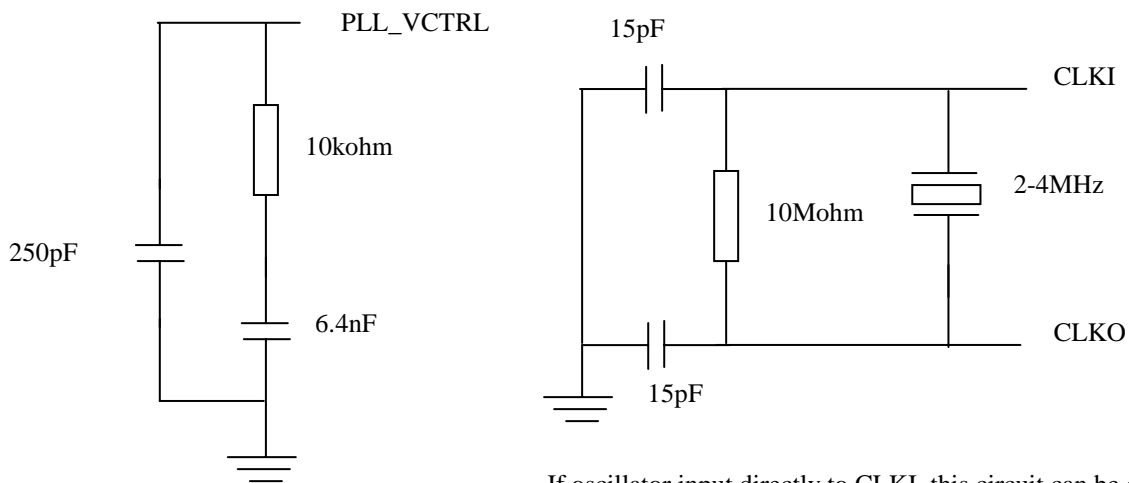 PLL_VCTRL
10kohm
250pF
6.4nF
15pF
CLKI
10Mohm
2-4MHz
CLKO
15pF
If oscillator input directly to CLKI, this circuit can be